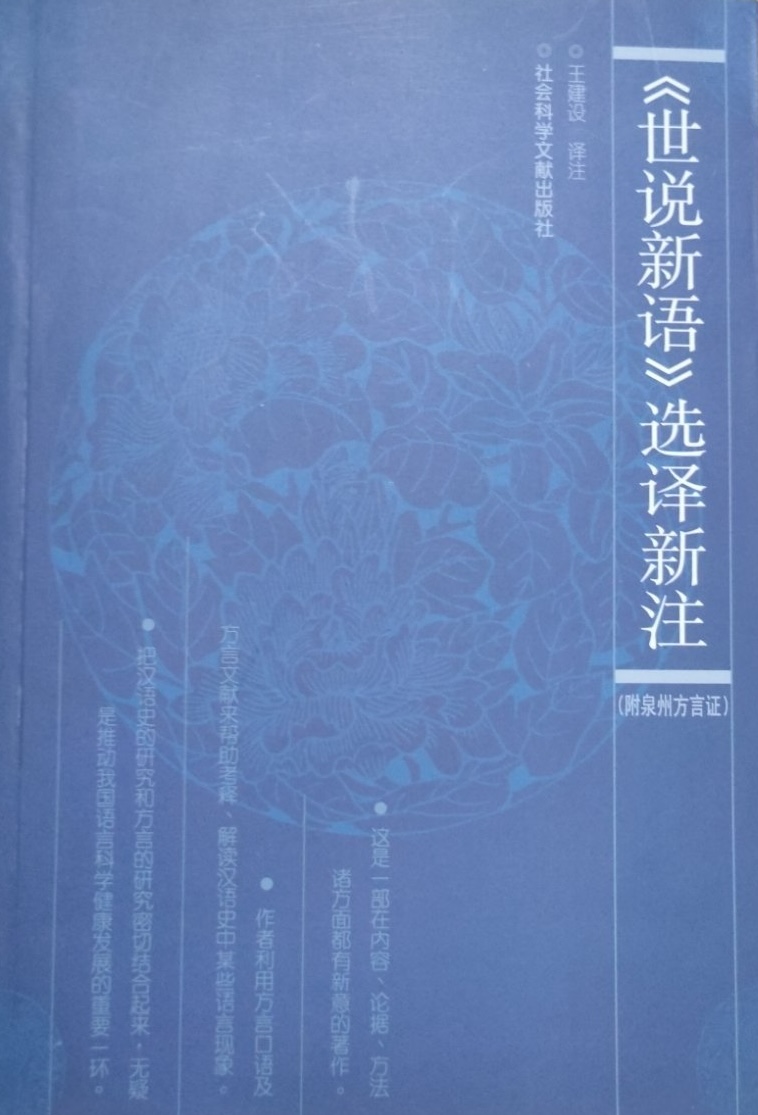 《世说新语》选译新注
（附泉州方言证）
◎王建设 译注
◎社会科学文献出版社
●这是一部在内容、论据、方法
诸方面都有新意的著作。
●作者利用方言口语及
方言文献来帮助考释、解读汉语史中某些语言现象。
●把汉语史的研究和方言的研究密切结合起来，无疑
是推动我国语言科学健康发展的重要一环。